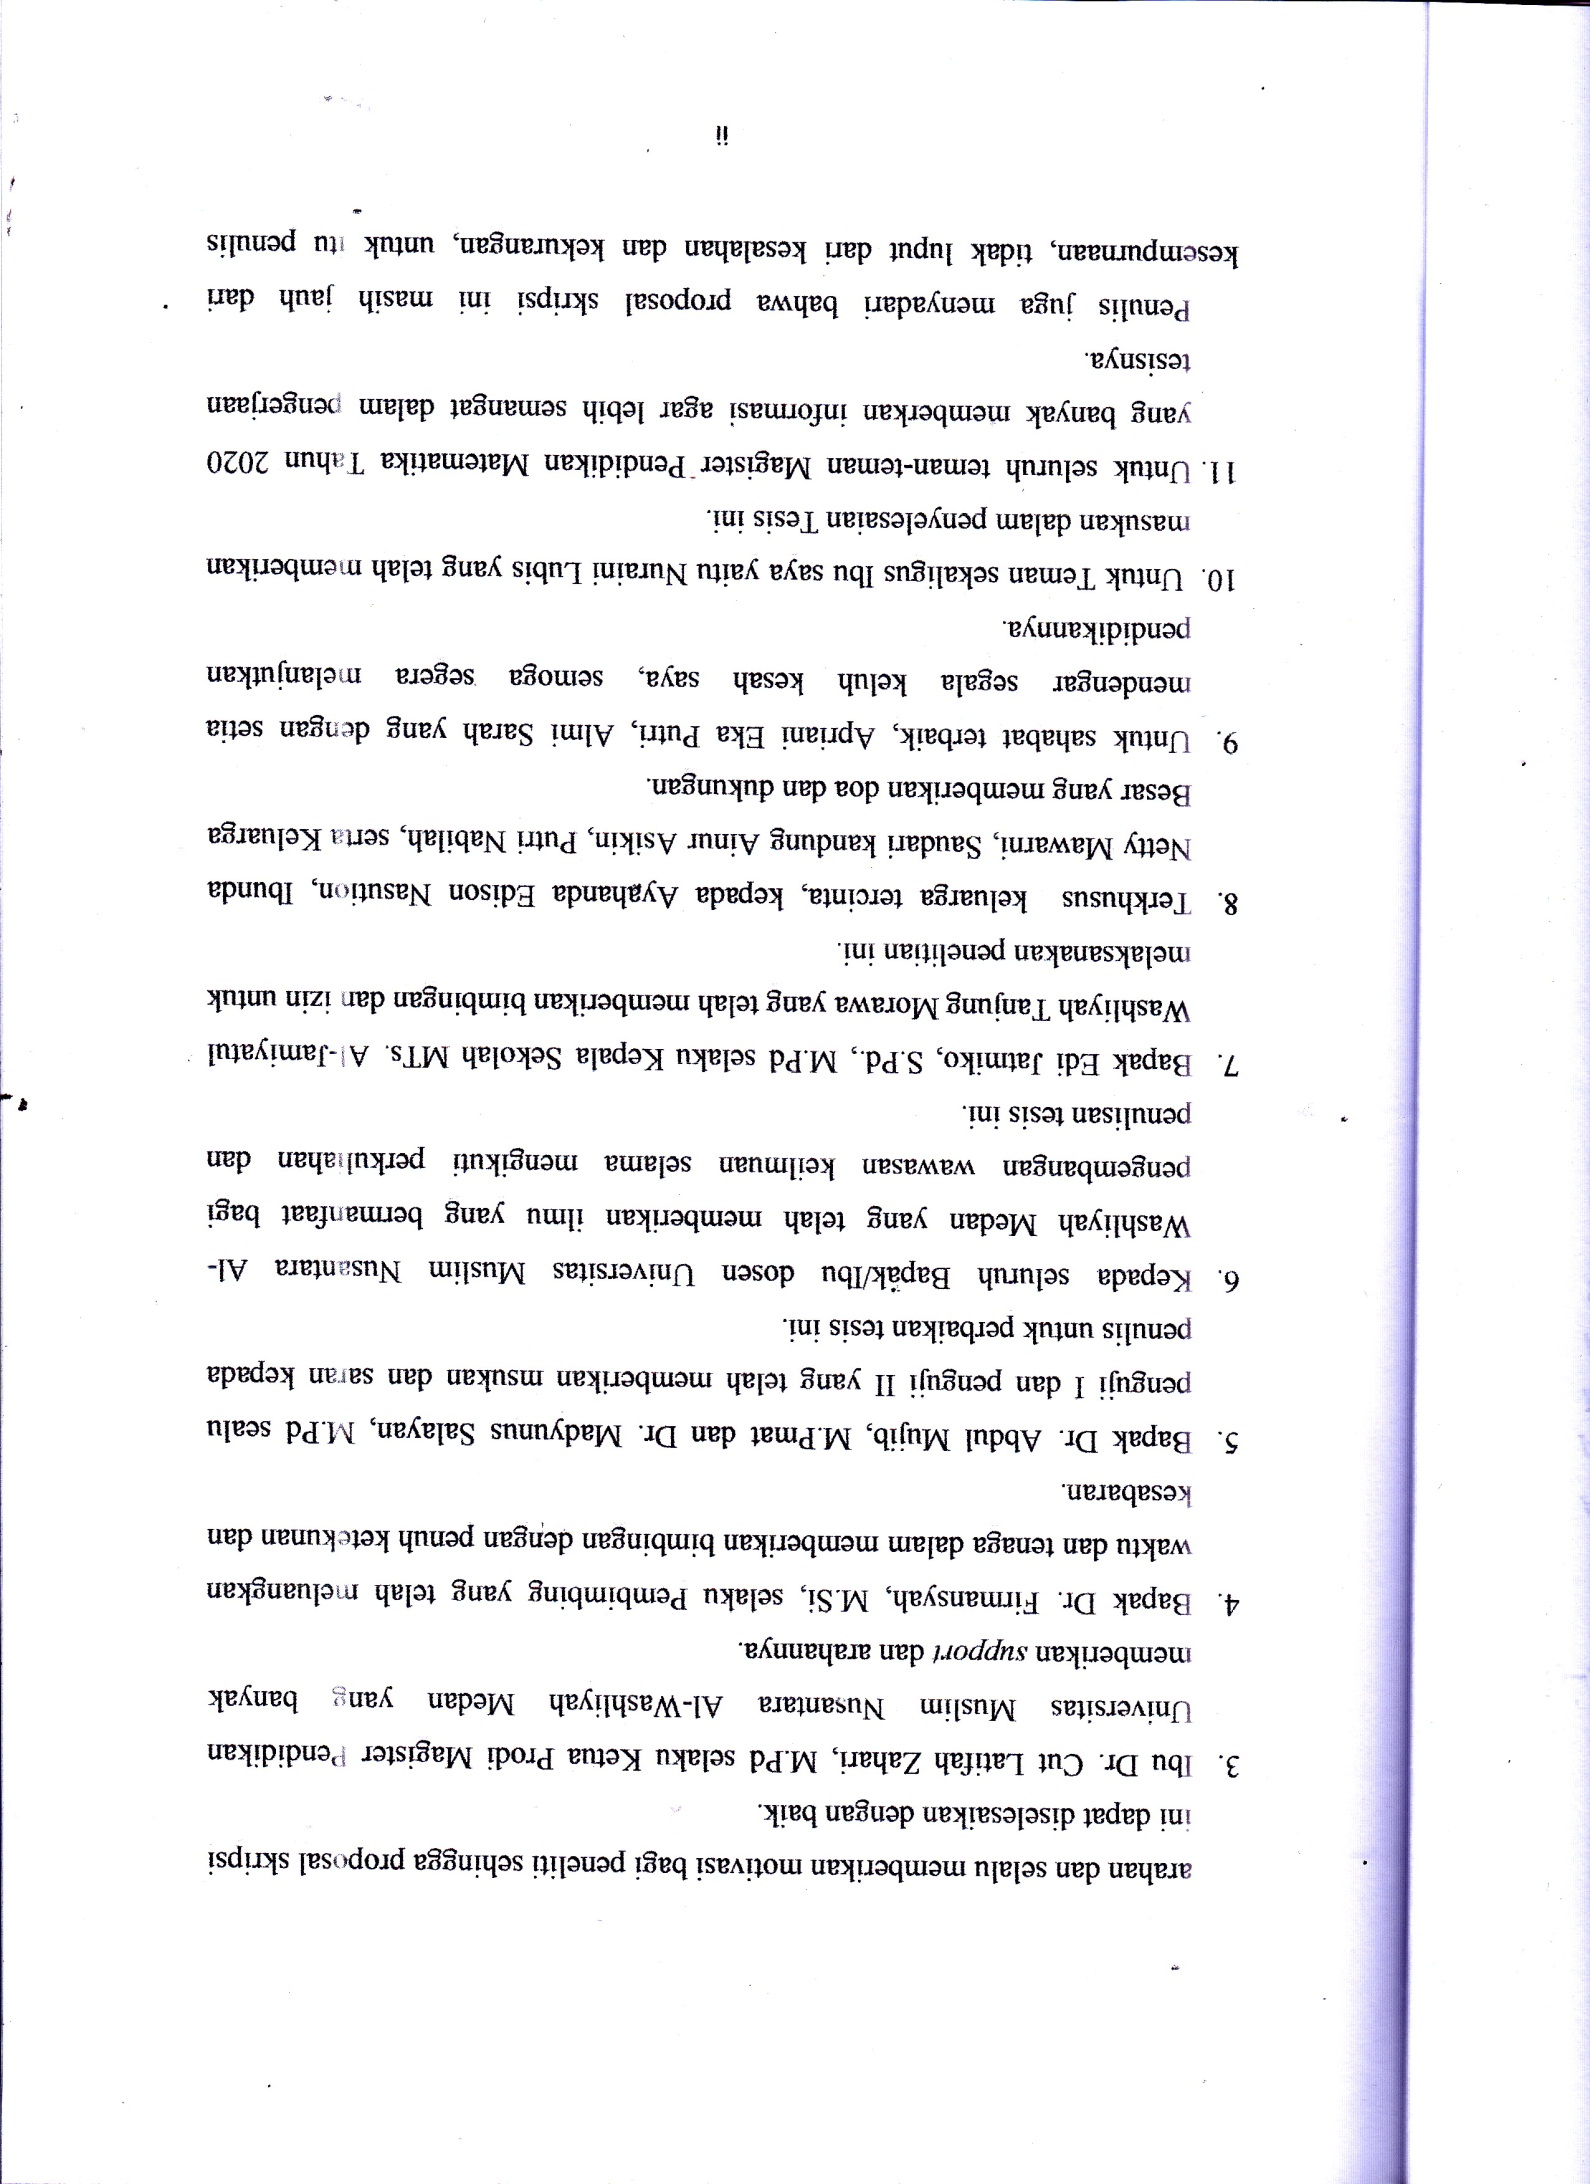 arahan dan selalu memberikan motivasi bagi peneliti sehingga proposal skripsi
ini dapat diselesaikan dengan baik.
3. Ibu Dr. Cut Latifah Zahari, M.Pd selaku Ketua Prodi Magister Pendidikan
Universitas Muslim Nusantara Al-Washliyah Medan yang banyak
memberikan support dan arahannya.
4. Bapak Dr. Firmansyah, M.Si, selaku Pembimbing yang telah meluangkan
waktu dan tenaga dalam memberikan bimbingan dengan penuh ketekunan dan
kesabaran.
5. Bapak Dr. Abdul Mujib, M.Pmat dan Dr. Madyunus Salayan, M.Pd sealu
penguji I dan penguji II yang telah memberikan msukan dan saran kepada
penulis untuk perbaikan tesis ini.
6. Kepada seluruh Bapak/Ibu dosen Universitas Muslim Nusantara Al-
Washliyah Medan yang telah memberikan ilmu yang bermanfaat bagi
pengembangan wawasan keilmuan selama mengikuti perkuliahan dan
penulisan tesis ini.
7. Bapak Edi Jatmiko, S.Pd., M.Pd selaku Kepala Sekolah MTs. Al-Jamiyatul
Washliyah Tanjung Morawa yang telah memberikan bimbingan dan izin untuk
melaksanakan penelitian ini.
8. Terkhusus keluarga tercinta, kepada Ayahanda Edison Nasution, Ibunda
Netty Mawarni, Saudari kandung Ainur Asikin, Putri Nabilah, serta Keluarga
Besar yang memberikan doa dan dukungan.
9. Untuk sahabat terbaik, Apriani Eka Putri, Almi Sarah yang dengan setia
mendengar segala keluh kesah saya, semoga segera melanjutkan
pendidikannya.
10. Untuk Teman sekaligus Ibu saya yaitu Nuraini Lubis yang telah memberikan
masukan dalam penyelesaian Tesis ini.
11. Untuk seluruh teman-teman Magister Pendidikan Matematika Tahun 2020
yang banyak memberkan informasi agar lebih semangat dalam pengerjaan
tesisnya.
Penulis juga menyadari bahwa proposal skripsi ini masih jauh dari
kesempurnaan, tidak luput dari kesalahan dan kekurangan, untuk itu penulis
ii